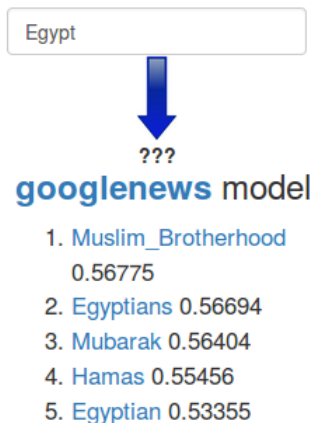 Egypt
???
googlenews model
1. Muslim_Brotherhood
0.56775
2. Egyptians 0.56694
3. Mubarak 0.56404
4. Hamas 0.55456
5. Egyptian 0.53355